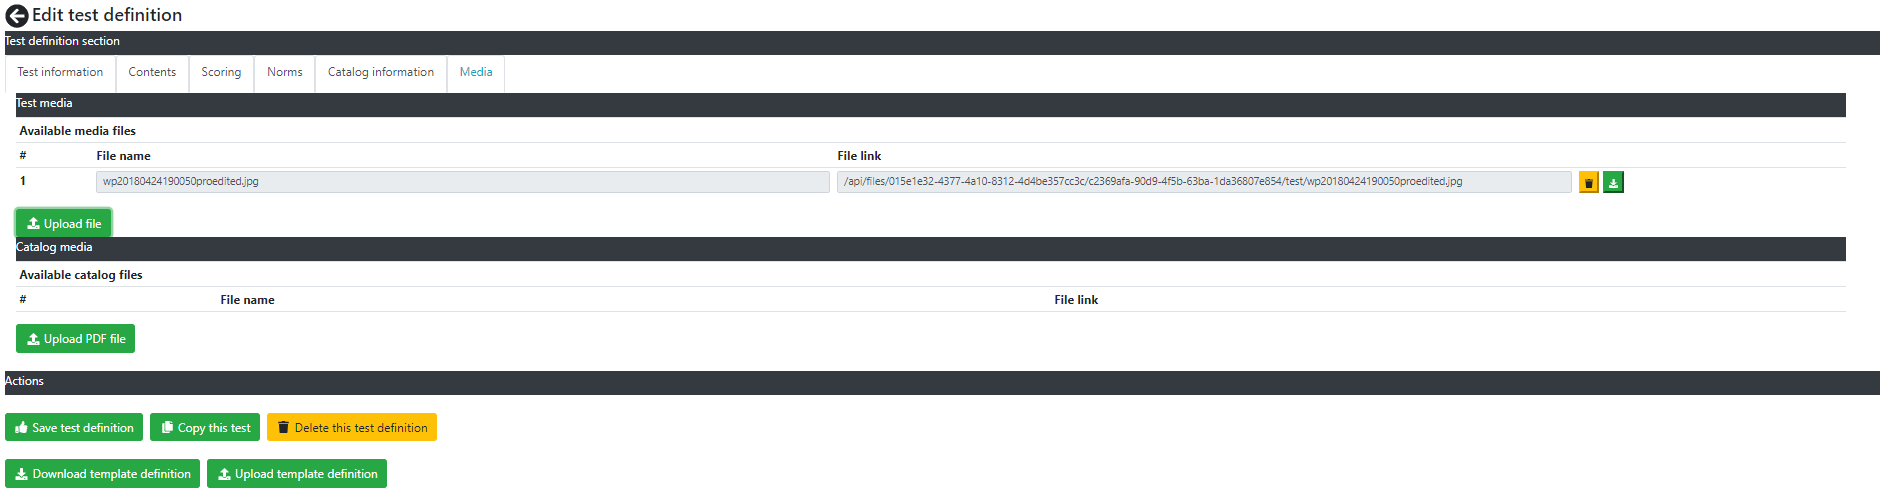 Edit test definition
Test definition section
Test information Contents Scoring Norms Catalog information Media
Test media
Available media files
# File name File link
1 wp20180424190050proedited.jpg /api/files/015e1e32-4377-4a10-8312-4d4be357cc3c/c2369afa-90d9-4f5b-63ba-1da36807e854/test/wp20180424190050proedited.jpg
Upload file
Catalog media
Available catalog files
# File name File link
Upload PDF file
Actions
Save test definition Copy this test Delete this test definition
Download template definition Upload template definition